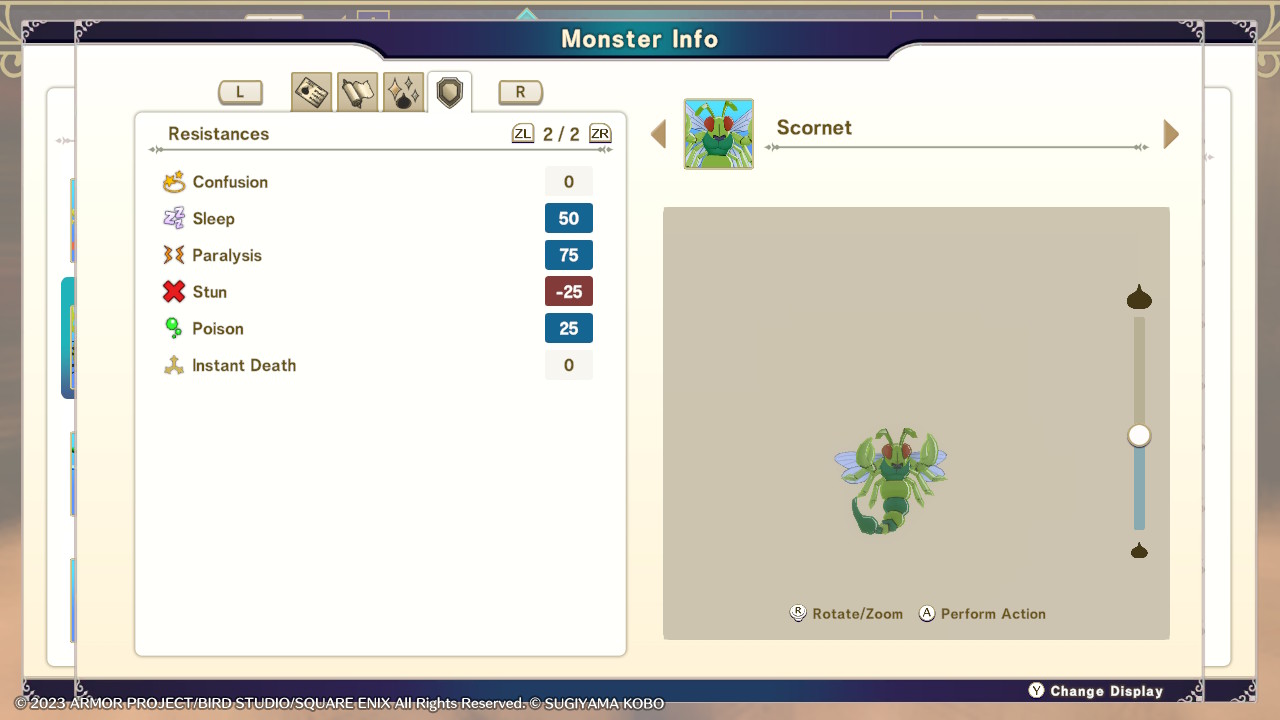 Monster Info
L
R
Resistances
ZL 2 / 2 ZR
Confusion 0
Sleep 50
Paralysis 75
Stun -25
Poison 25
Instant Death 0
Scornet
R Rotate/Zoom A Perform Action
Y Change Display
© 2023 ARMOR PROJECT/BIRD STUDIO/SQUARE ENIX All Rights Reserved. © SUGIYAMA KOBO